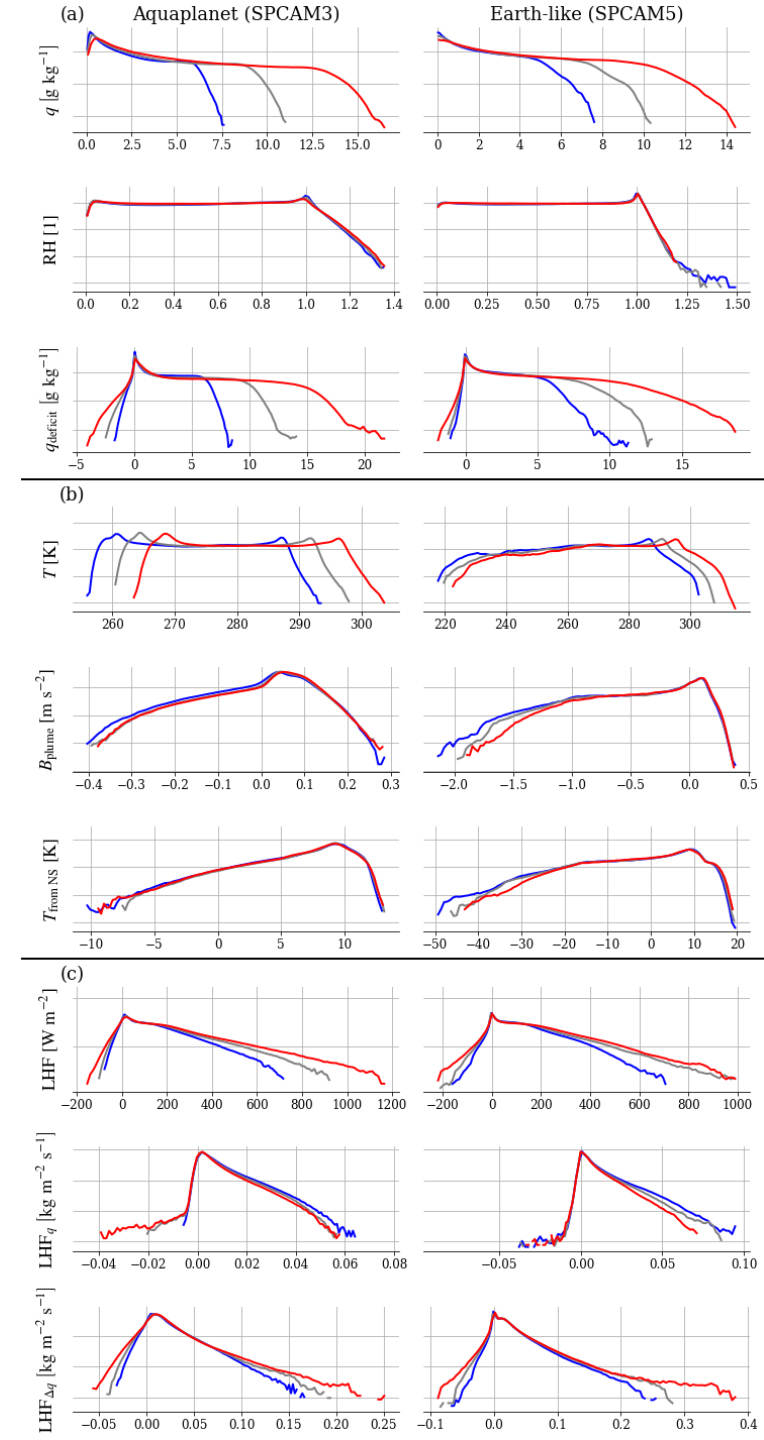 (a) Aquaplanet (SPCAM3) Earth-like (SPCAM5)
q [g kg⁻¹]
0.0 2.5 5.0 7.5 10.0 12.5 15.0 0 2 4 6 8 10 12 14
RH [1]
0.0 0.2 0.4 0.6 0.8 1.0 1.2 1.4 0.00 0.25 0.50 0.75 1.00 1.25 1.50
q_deficit [g kg⁻¹]
−5 0 5 10 15 20 0 5 10 15
(b)
T [K]
260 270 280 290 300 220 240 260 280 300
B_plume [m s⁻²]
−0.4 −0.3 −0.2 −0.1 0.0 0.1 0.2 0.3 −2.0 −1.5 −1.0 −0.5 0.0 0.5
T_from NS [K]
−10 −5 0 5 10 −50 −40 −30 −20 −10 0 10 20
(c)
LHF [W m⁻²]
−200 0 200 400 600 800 1000 1200 −200 0 200 400 600 800 1000
LHF_q [kg m⁻² s⁻¹]
−0.04 −0.02 0.00 0.02 0.04 0.06 0.08 −0.05 0.00 0.05 0.10
LHF_Δq [kg m⁻² s⁻¹]
−0.05 0.00 0.05 0.10 0.15 0.20 0.25 −0.1 0.0 0.1 0.2 0.3 0.4